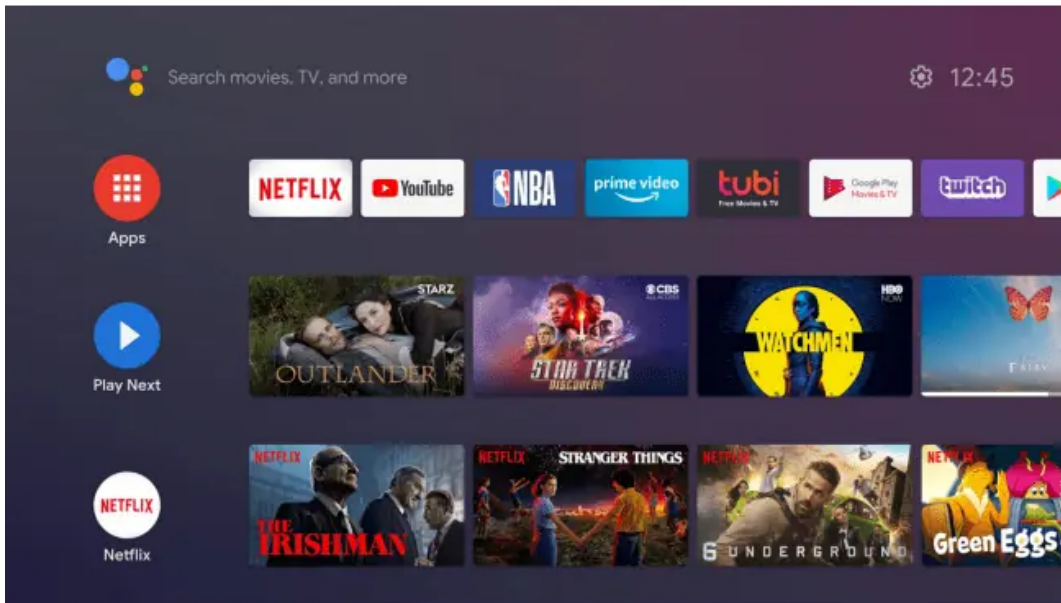 Search movies, TV, and more
12:45
Apps
NETFLIX
YouTube
NBA
prime video
tubi
Free Movies & TV
Google Play
Movies & TV
twitch
Play Next
STARZ
OUTLANDER
CBS
ALL ACCESS
STAR TREK
DISCOVERY
HBO
NOW
WATCHMEN
FAIRY
NETFLIX
Netflix
NETFLIX
THE
IRISHMAN
NETFLIX
STRANGER THINGS
NETFLIX
6 UNDERGROUND
NETFLIX
Green Eggs